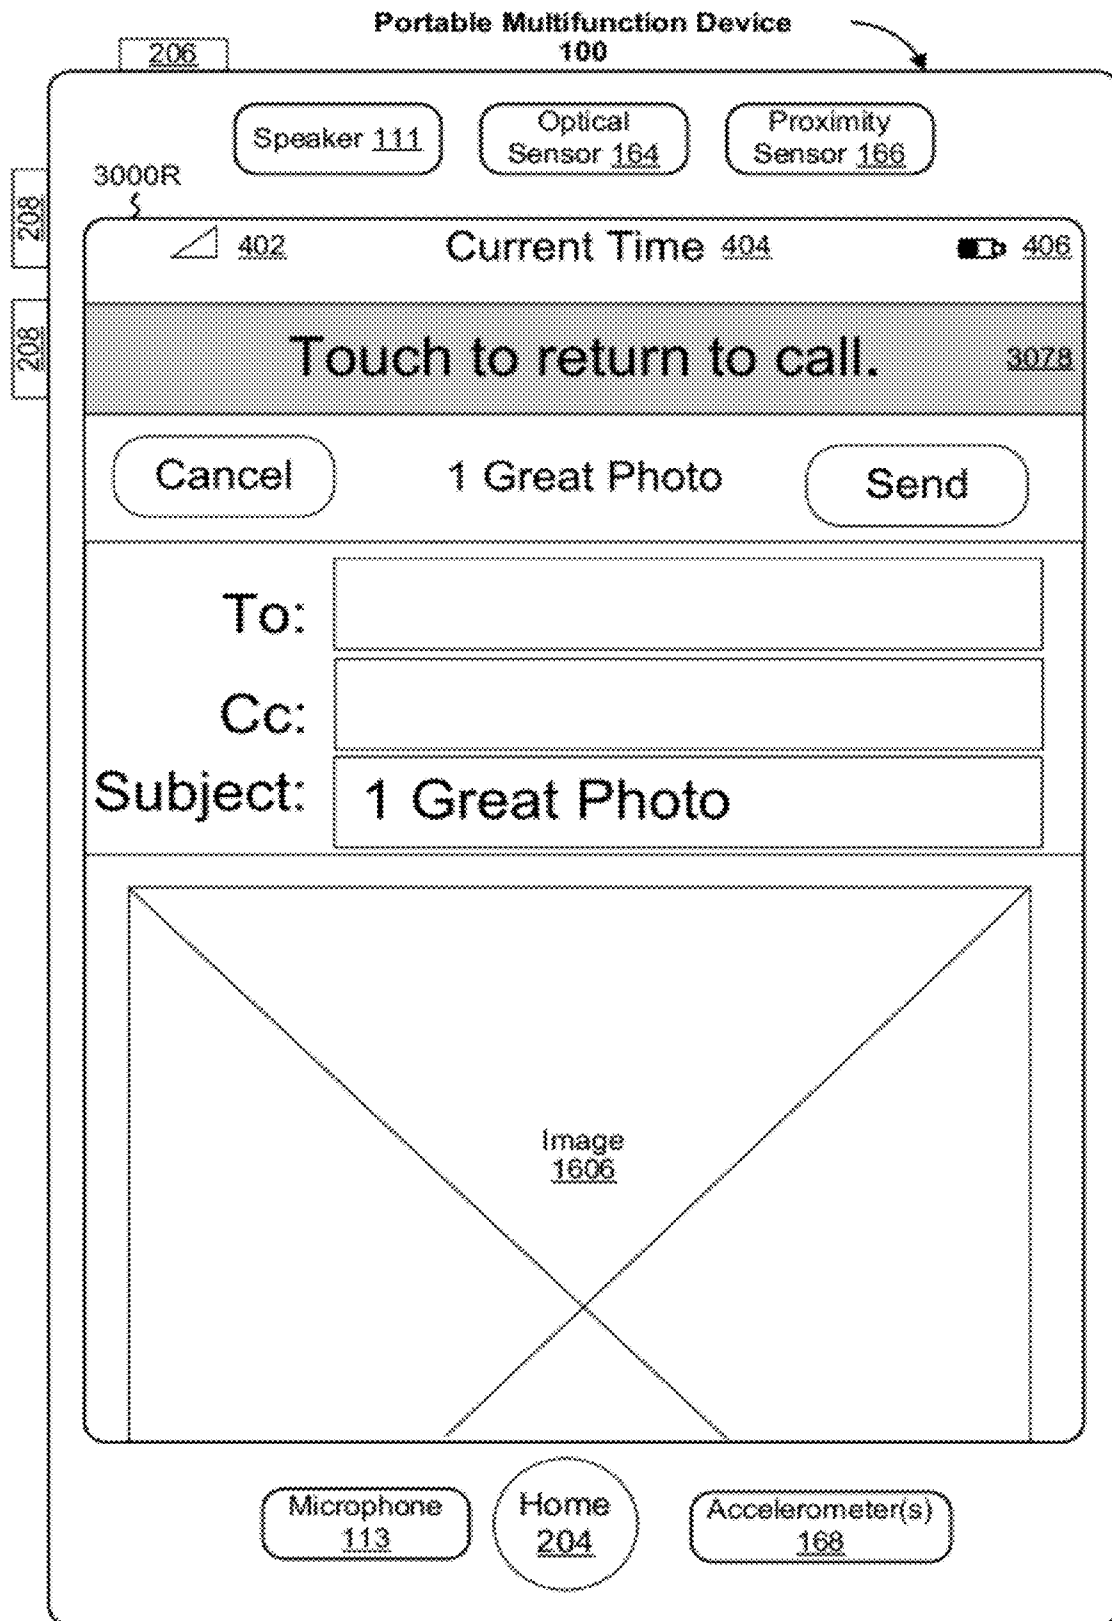 Portable Multifunction Device
100
206
Speaker 111
Optical
Sensor 164
Proximity
Sensor 166
3000R
208
208
402
Current Time 404
406
Touch to return to call.
3078
Cancel
1 Great Photo
Send
To:
Cc:
Subject:
1 Great Photo
Image
1606
Microphone
113
Home
204
Accelerometer(s)
168